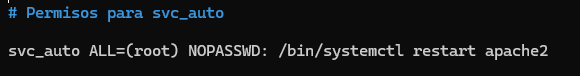 # Permisos para svc_auto
svc_auto ALL=(root) NOPASSWD: /bin/systemctl restart apache2